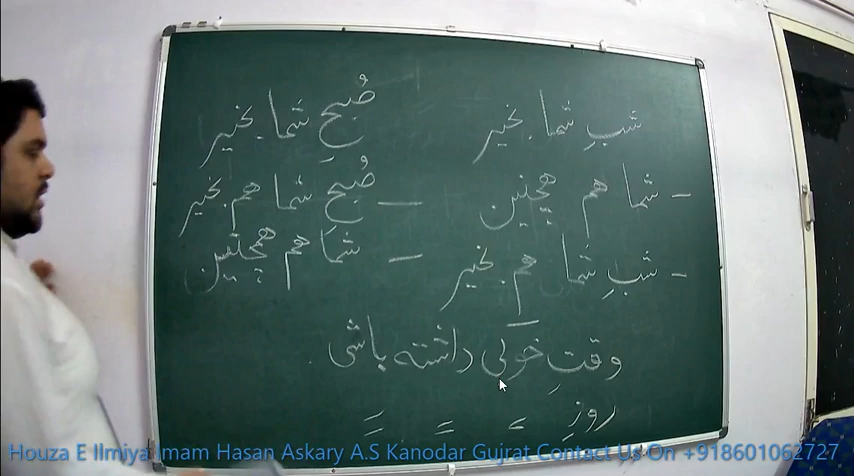 شبِ شما بخیر
- شما هم همچنین
- شبِ شما هم بخیر
صُبحِ شما بخیر
— صُبحِ شما هم بخیر
— شما هم همچنین
وقتِ خوبی داشته باشی
روزِ = = =
Houza E Ilmiya Imam Hasan Askary A.S Kanodar Gujrat Contact Us On +918601062727